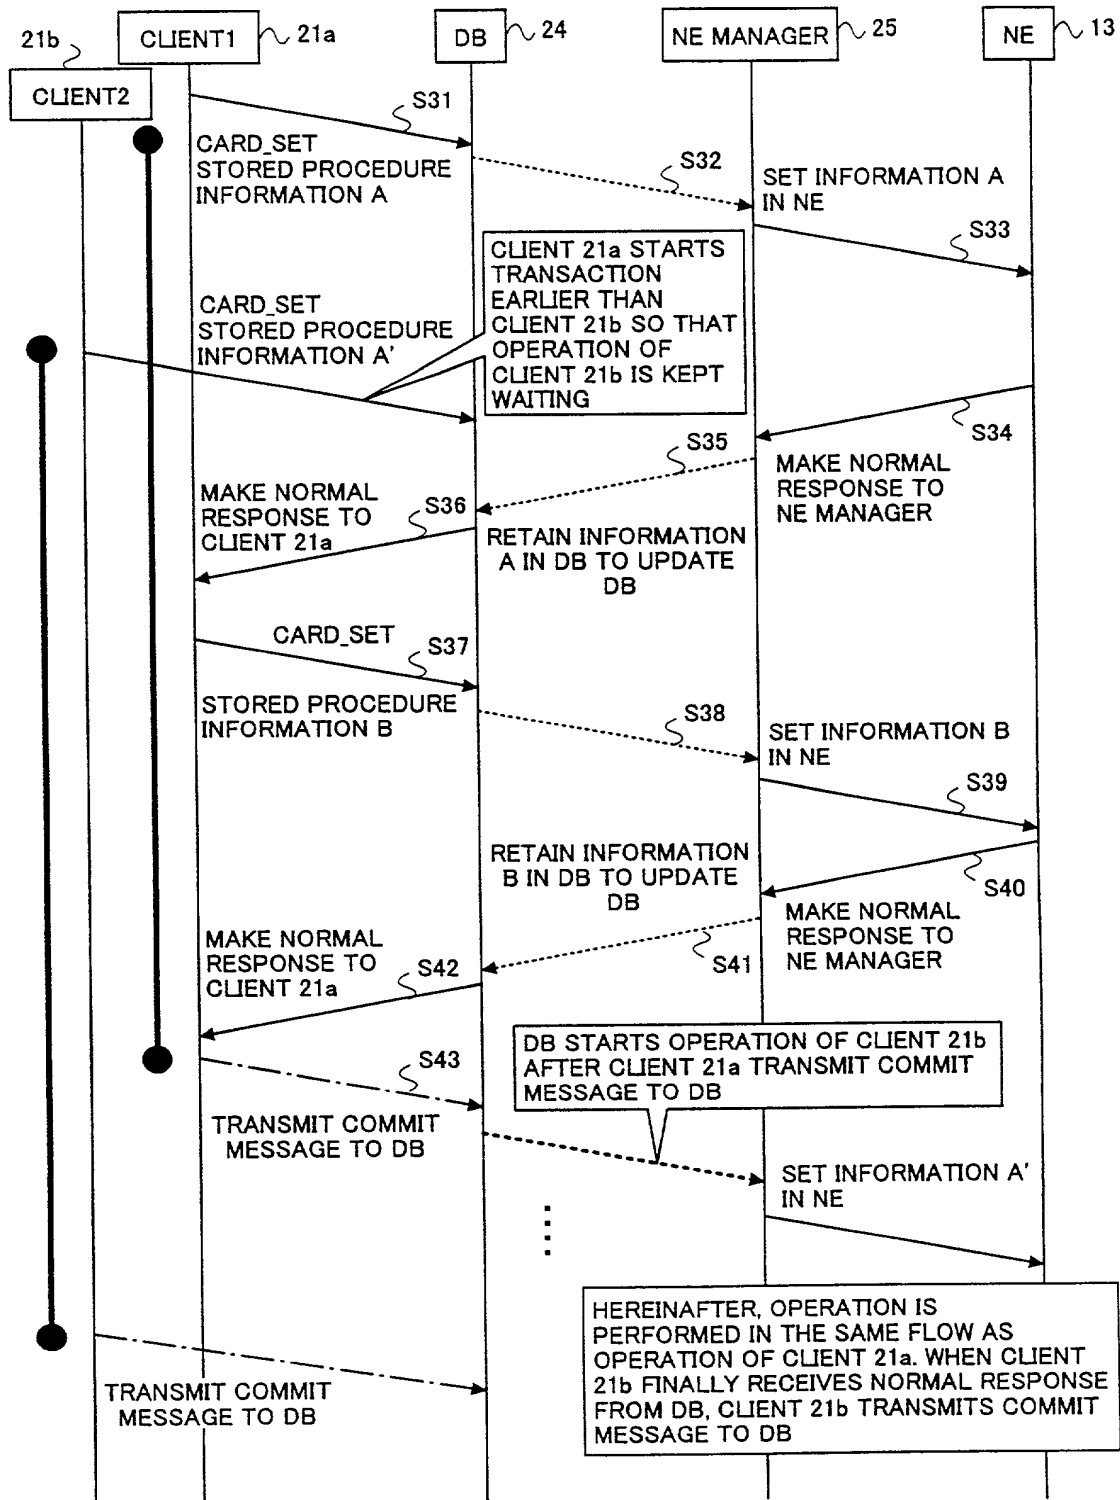 21b
CLIENT1
21a
DB
24
NE MANAGER
25
NE
13
CLIENT2
S31
CARD_SET
STORED PROCEDURE
INFORMATION A
S32
SET INFORMATION A
IN NE
S33
CLIENT 21a STARTS
TRANSACTION
EARLIER THAN
CLIENT 21b SO THAT
OPERATION OF
CLIENT 21b IS KEPT
WAITING
CARD_SET
STORED PROCEDURE
INFORMATION A'
S34
MAKE NORMAL
RESPONSE TO
NE MANAGER
S35
S36
MAKE NORMAL
RESPONSE TO
CLIENT 21a
RETAIN INFORMATION
A IN DB TO UPDATE
DB
CARD_SET
S37
STORED PROCEDURE
INFORMATION B
S38
SET INFORMATION B
IN NE
S39
RETAIN INFORMATION
B IN DB TO UPDATE
DB
S40
MAKE NORMAL
RESPONSE TO
NE MANAGER
S41
MAKE NORMAL
RESPONSE TO
CLIENT 21a
S42
DB STARTS OPERATION OF CLIENT 21b
AFTER CLIENT 21a TRANSMIT COMMIT
MESSAGE TO DB
S43
TRANSMIT COMMIT
MESSAGE TO DB
SET INFORMATION A'
IN NE
HEREINAFTER, OPERATION IS
PERFORMED IN THE SAME FLOW AS
OPERATION OF CLIENT 21a. WHEN CLIENT
21b FINALLY RECEIVES NORMAL RESPONSE
FROM DB, CLIENT 21b TRANSMITS COMMIT
MESSAGE TO DB
TRANSMIT COMMIT
MESSAGE TO DB